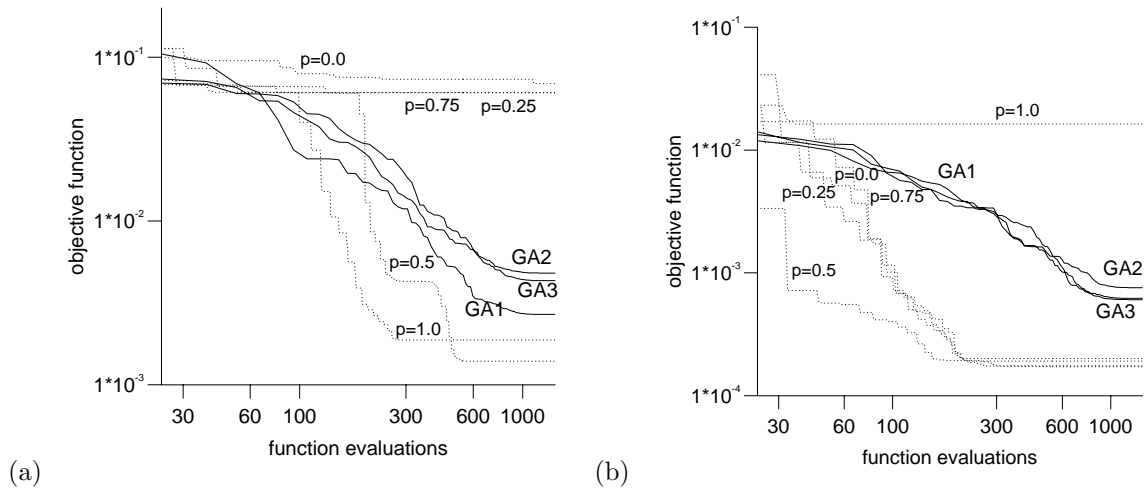 1*10-1
1*10-2
1*10-3
objective function
30
60
100
300
600
1000
function evaluations
p=0.0
p=0.75
p=0.25
p=0.5
p=1.0
GA2
GA3
GA1
(a)
1*10-1
1*10-2
1*10-3
1*10-4
objective function
30
60
100
300
600
1000
function evaluations
p=1.0
GA1
p=0.0
p=0.25
p=0.75
p=0.5
GA2
GA3
(b)